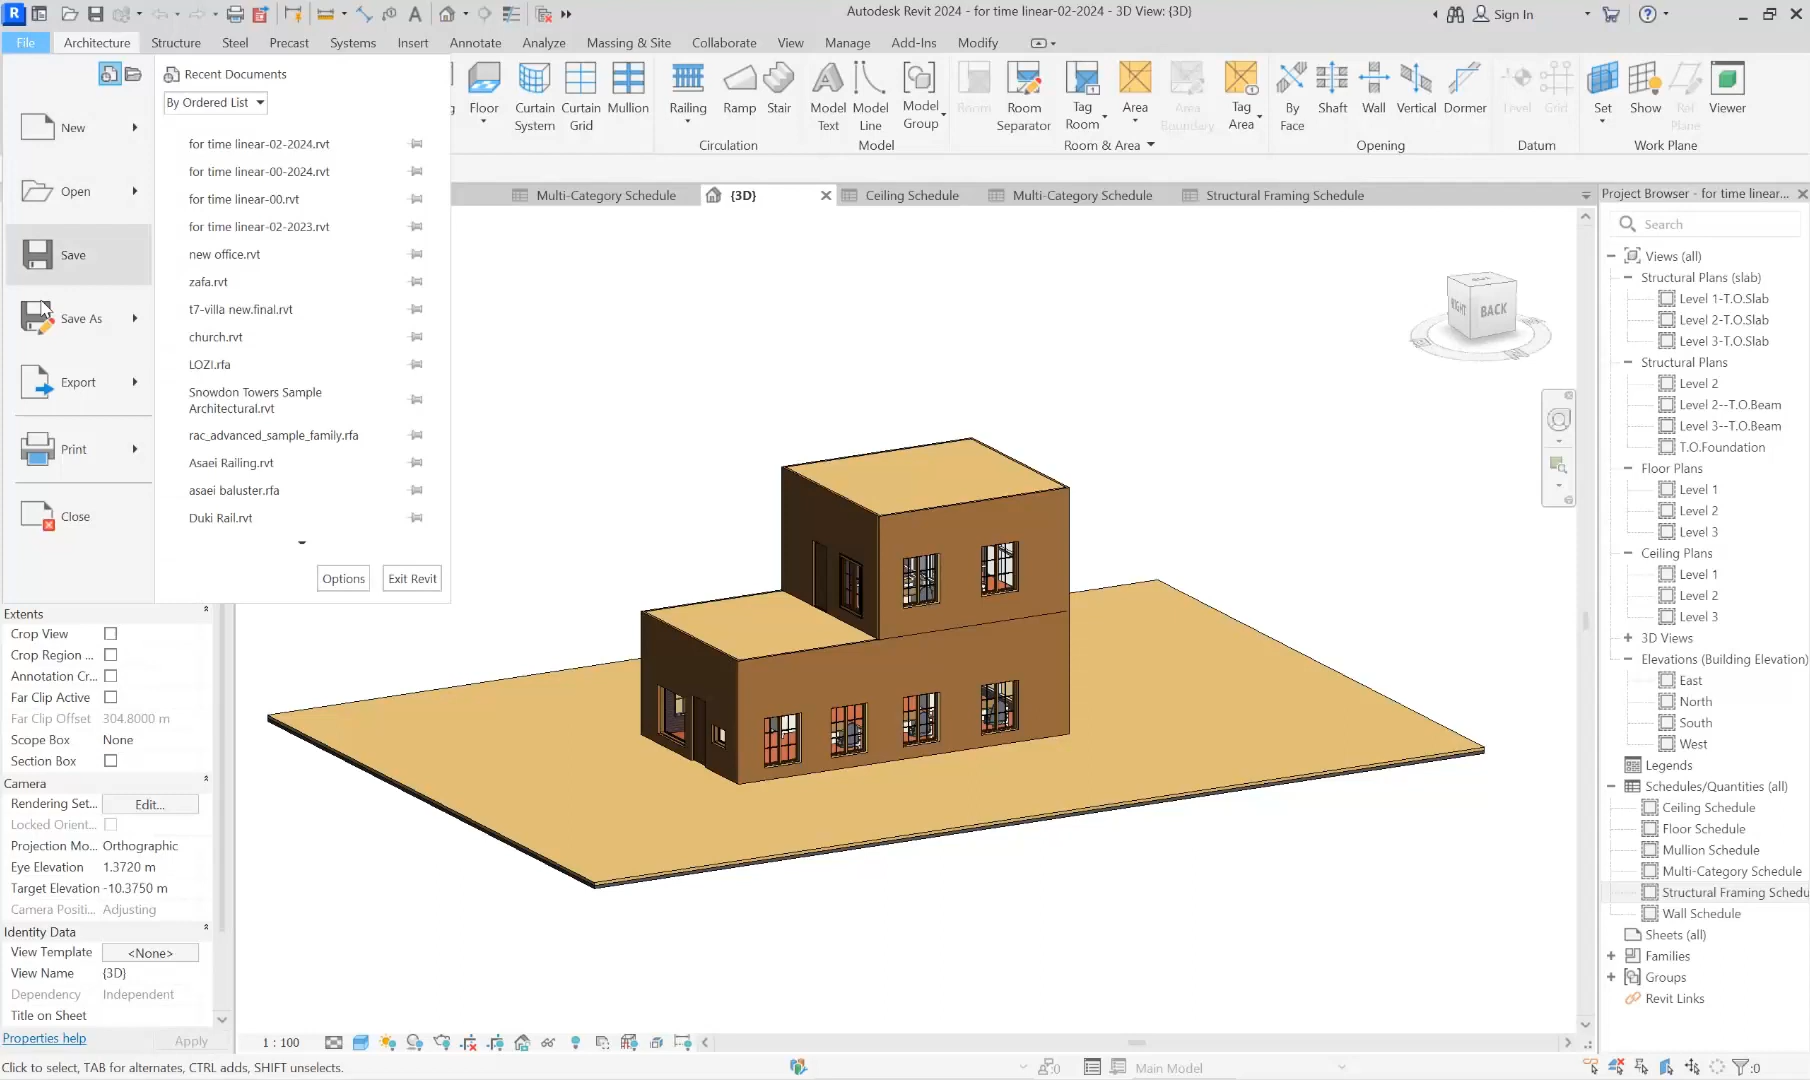 Autodesk Revit 2024 - for time linear-02-2024 - 3D View: {3D}
Sign In
File
Architecture
Structure
Steel
Precast
Systems
Insert
Annotate
Analyze
Massing & Site
Collaborate
View
Manage
Add-Ins
Modify
Recent Documents
By Ordered List
New
Open
Save
Save As
Export
Print
Close
for time linear-02-2024.rvt
for time linear-00-2024.rvt
for time linear-00.rvt
for time linear-02-2023.rvt
new office.rvt
zafa.rvt
t7-villa new.final.rvt
church.rvt
LOZI.rfa
Snowdon Towers Sample
Architectural.rvt
rac_advanced_sample_family.rfa
Asaei Railing.rvt
asaei baluster.rfa
Duki Rail.rvt
Options
Exit Revit
Floor
Curtain
System
Curtain
Grid
Mullion
Railing
Ramp
Stair
Circulation
Model
Text
Model
Line
Model
Group
Model
Room
Room
Separator
Tag
Room
Area
Area
Boundary
Tag
Area
Room & Area
By
Face
Shaft
Wall
Vertical
Dormer
Opening
Level
Grid
Datum
Set
Show
Ref
Plane
Viewer
Work Plane
Multi-Category Schedule
{3D}
Ceiling Schedule
Multi-Category Schedule
Structural Framing Schedule
RIGHT
BACK
Project Browser - for time linear...
Search
Views (all)
Structural Plans (slab)
Level 1-T.O.Slab
Level 2-T.O.Slab
Level 3-T.O.Slab
Structural Plans
Level 2
Level 2--T.O.Beam
Level 3--T.O.Beam
T.O.Foundation
Floor Plans
Level 1
Level 2
Level 3
Ceiling Plans
Level 1
Level 2
Level 3
3D Views
Elevations (Building Elevation)
East
North
South
West
Legends
Schedules/Quantities (all)
Ceiling Schedule
Floor Schedule
Mullion Schedule
Multi-Category Schedule
Structural Framing Schedu
Wall Schedule
Sheets (all)
Families
Groups
Revit Links
Extents
Crop View
Crop Region ...
Annotation Cr...
Far Clip Active
Far Clip Offset 304.8000 m
Scope Box None
Section Box
Camera
Rendering Set... Edit...
Locked Orient...
Projection Mo... Orthographic
Eye Elevation 1.3720 m
Target Elevation -10.3750 m
Camera Positi... Adjusting
Identity Data
View Template <None>
View Name {3D}
Dependency Independent
Title on Sheet
Properties help
Apply
1 : 100
Click to select, TAB for alternates, CTRL adds, SHIFT unselects.
:0
Main Model
:0